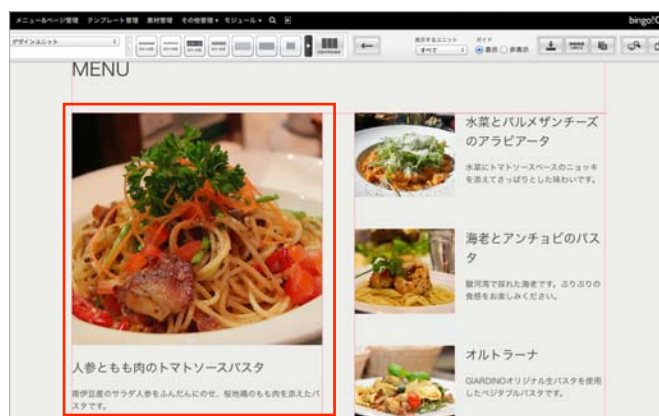 メニュー&ページ管理 テンプレート管理 素材管理 その他管理 モジュール
bingo!C
デザインユニット
表示するユニット
すべて
ガイド
表示 非表示
MENU
人参ともも肉のトマトソースパスタ
南伊豆産のサラダ人参をふんだんにのせ、桜地鶏のもも肉を添えたパ
スタです。
水菜とパルメザンチーズ
のアラビアータ
水菜にトマトソースベースのニョッキ
を添えてさっぱりとした味わいです。
海老とアンチョビのパス
タ
駿河湾で採れた海老です。ぷりぷりの
食感をお楽しみください。
オルトラーナ
GIARDINOオリジナル生パスタを使用
したベジタブルパスタです。